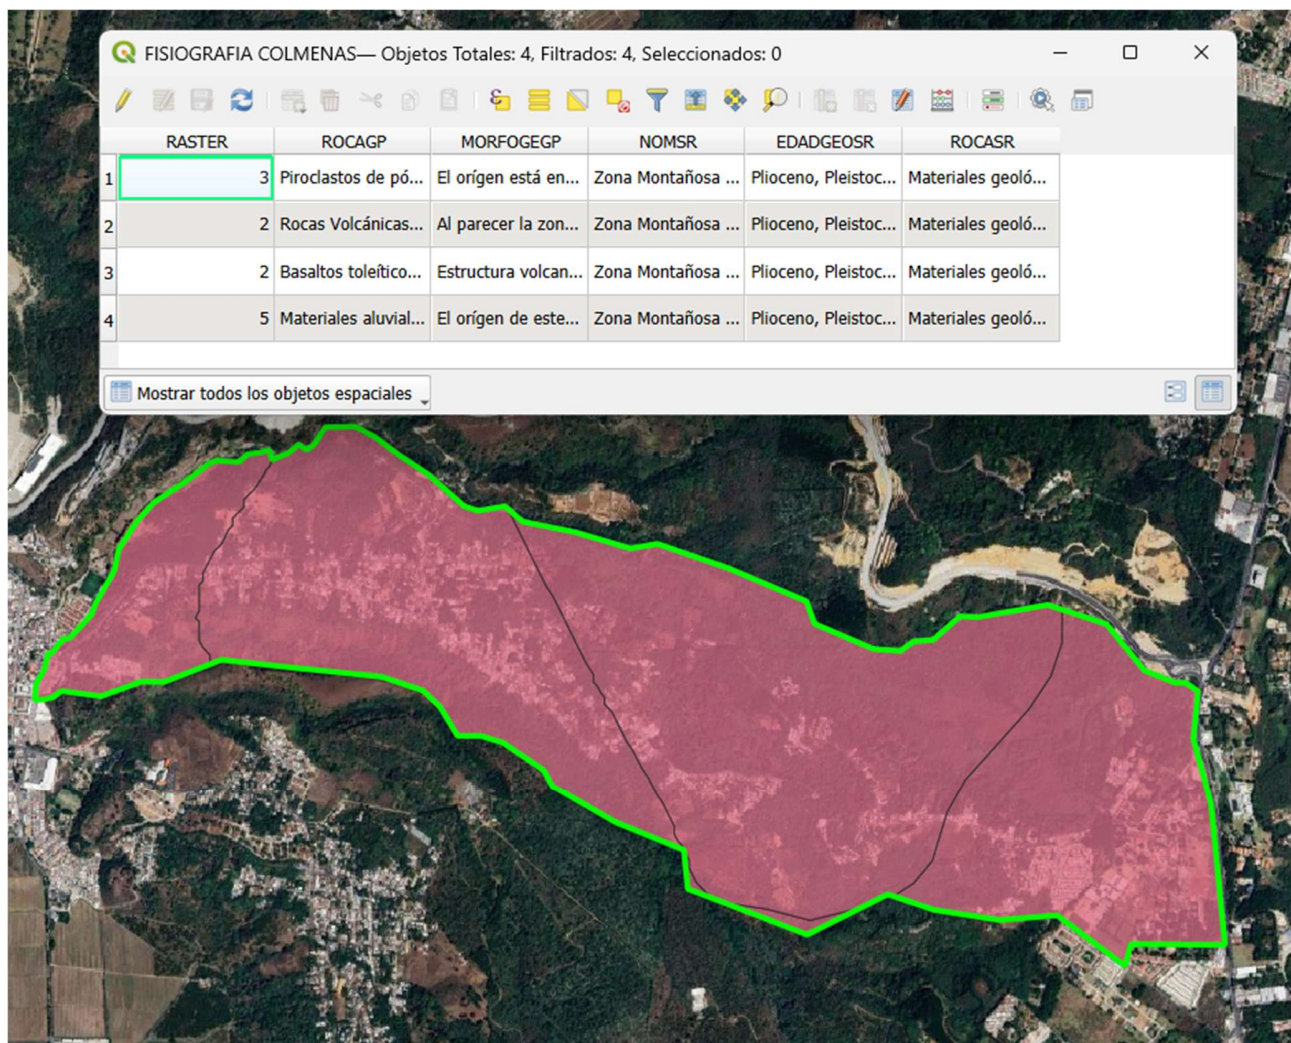 FISIOGRAFIA COLMENAS— Objetos Totales: 4, Filtrados: 4, Seleccionados: 0
RASTER ROCAGP MORFOGEGP NOMSR EDADGEOSR ROCASR
1 3 Piroclastos de pó... El orígen está en... Zona Montañosa ... Plioceno, Pleistoc... Materiales geoló...
2 2 Rocas Volcánicas... Al parecer la zon... Zona Montañosa ... Plioceno, Pleistoc... Materiales geoló...
3 2 Basaltos toleítico... Estructura volcan... Zona Montañosa ... Plioceno, Pleistoc... Materiales geoló...
4 5 Materiales aluvial... El orígen de este... Zona Montañosa ... Plioceno, Pleistoc... Materiales geoló...
Mostrar todos los objetos espaciales